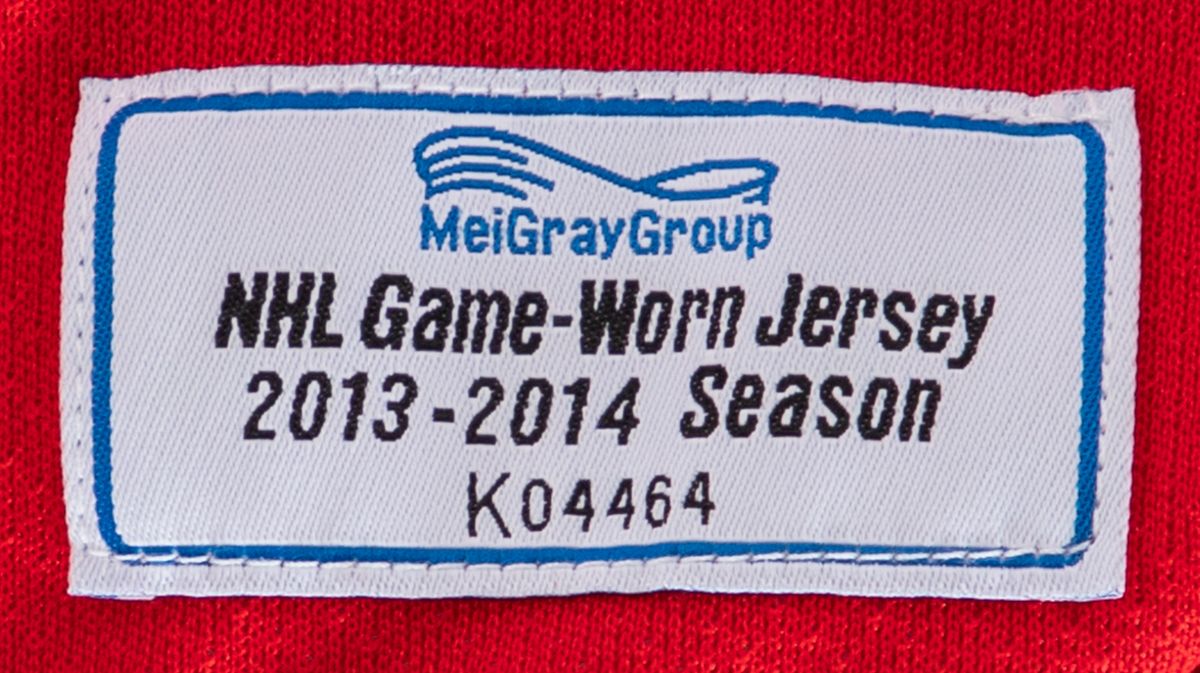 MeiGrayGroup
NHL Game-Worn Jersey
2013-2014 Season
K04464